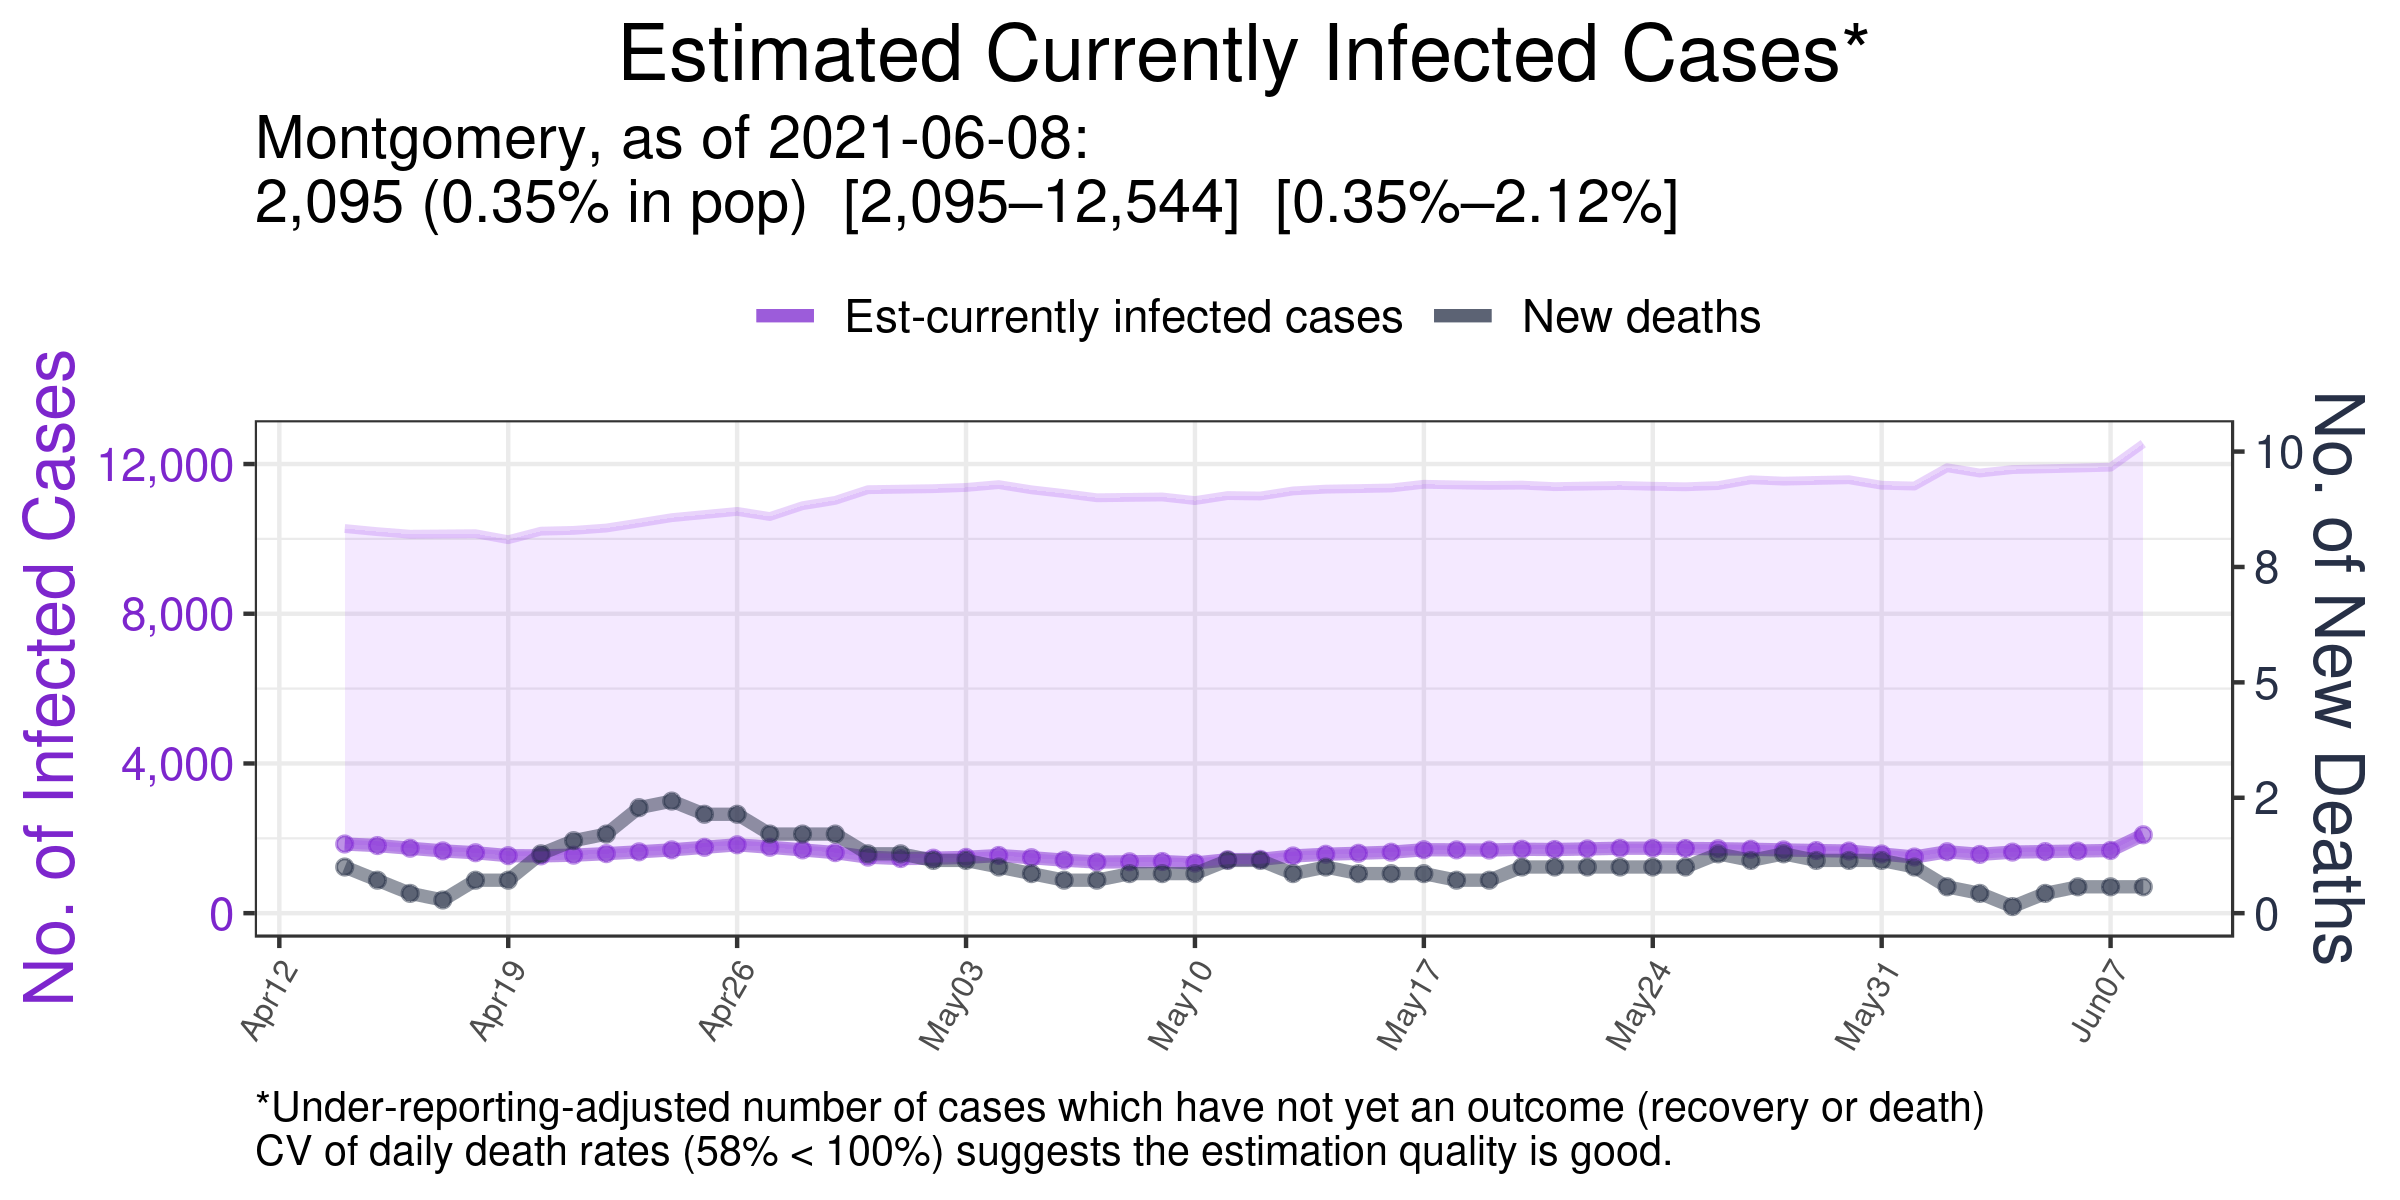 Estimated Currently Infected Cases*
Montgomery, as of 2021-06-08:
2,095 (0.35% in pop)  [2,095–12,544]  [0.35%–2.12%]
Est-currently infected cases
New deaths
No. of Infected Cases
12,000
8,000
4,000
0
10
8
5
2
0
No. of New Deaths
Apr12
Apr19
Apr26
May03
May10
May17
May24
May31
Jun07
*Under-reporting-adjusted number of cases which have not yet an outcome (recovery or death)
CV of daily death rates (58% < 100%) suggests the estimation quality is good.